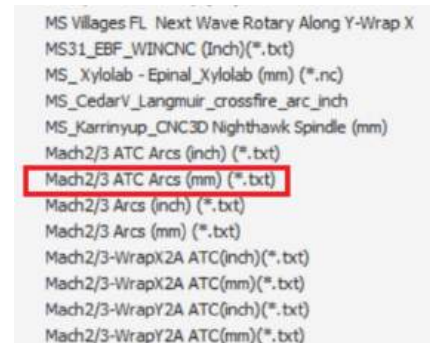 MS Villages FL Next Wave Rotary Along Y-Wrap X
MS31_EBF_WINCNC (Inch)(*.txt)
MS_ Xylolab - Epinal_Xylolab (mm) (*.nc)
MS_CedarV_Langmuir_crossfire_arc_inch
MS_Karrinyup_CNC3D Nighthawk Spindle (mm)
Mach2/3 ATC Arcs (inch) (*.txt)
Mach2/3 ATC Arcs (mm) (*.txt)
Mach2/3 Arcs (inch) (*.txt)
Mach2/3 Arcs (mm) (*.txt)
Mach2/3-WrapX2A ATC(inch)(*.txt)
Mach2/3-WrapX2A ATC(mm)(*.txt)
Mach2/3-WrapY2A ATC(inch)(*.txt)
Mach2/3-WrapY2A ATC(mm)(*.txt)